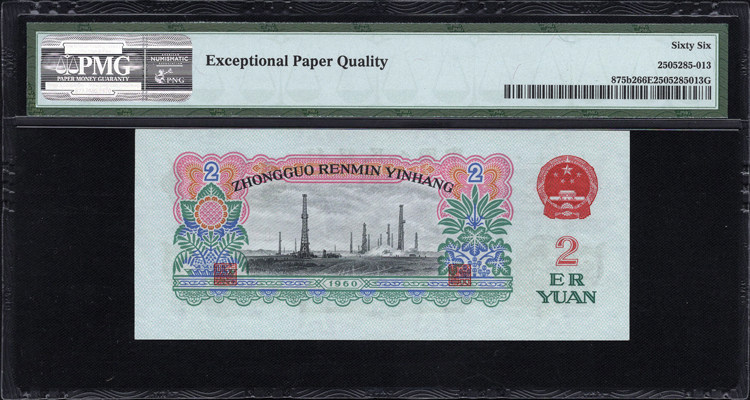 PMG
PAPER MONEY GUARANTY
NUMISMATIC
PNG
Exceptional Paper Quality
Sixty Six
2505285-013
875b266E2505285013G
2
2
ZHONGGUO RENMIN YINHANG
1960
2
ER
YUAN